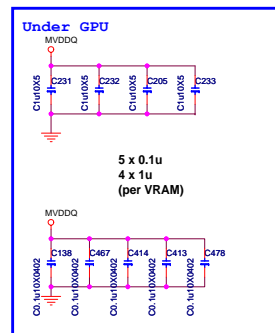 Under GPU
MVDDQ
C231 C232 C205 C233
C1u10X5 C1u10X5 C1u10X5 C1u10X5
5 x 0.1u
4 x 1u
(per VRAM)
MVDDQ
C138 C467 C414 C413 C478
C0.1u10X0402 C0.1u10X0402 C0.1u10X0402 C0.1u10X0402 C0.1u10X0402